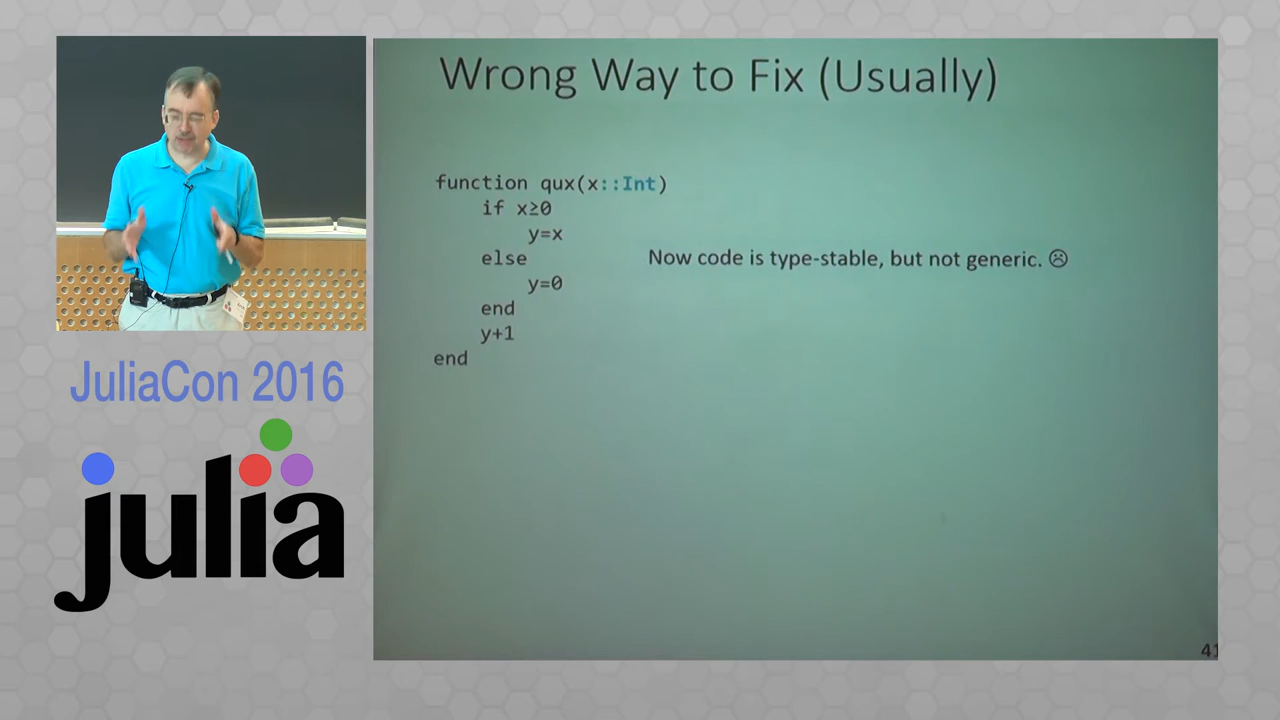 Wrong Way to Fix (Usually)
function qux(x::Int)
if x≥0
y=x
else
y=0
end
y+1
end
Now code is type-stable, but not generic. ☹
JuliaCon 2016
julia
41